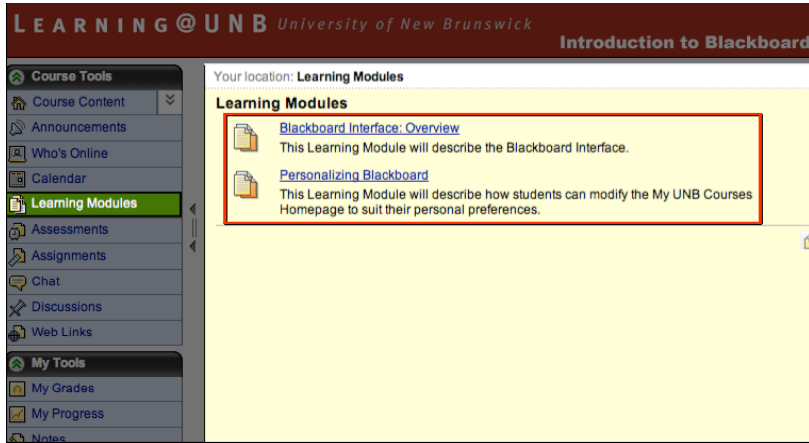 LEARNING@UNB University of New Brunswick
Introduction to Blackboard
Course Tools
Course Content
Announcements
Who's Online
Calendar
Learning Modules
Assessments
Assignments
Chat
Discussions
Web Links
My Tools
My Grades
My Progress
Notes
Your location: Learning Modules
Learning Modules
Blackboard Interface: Overview
This Learning Module will describe the Blackboard Interface.
Personalizing Blackboard
This Learning Module will describe how students can modify the My UNB Courses
Homepage to suit their personal preferences.